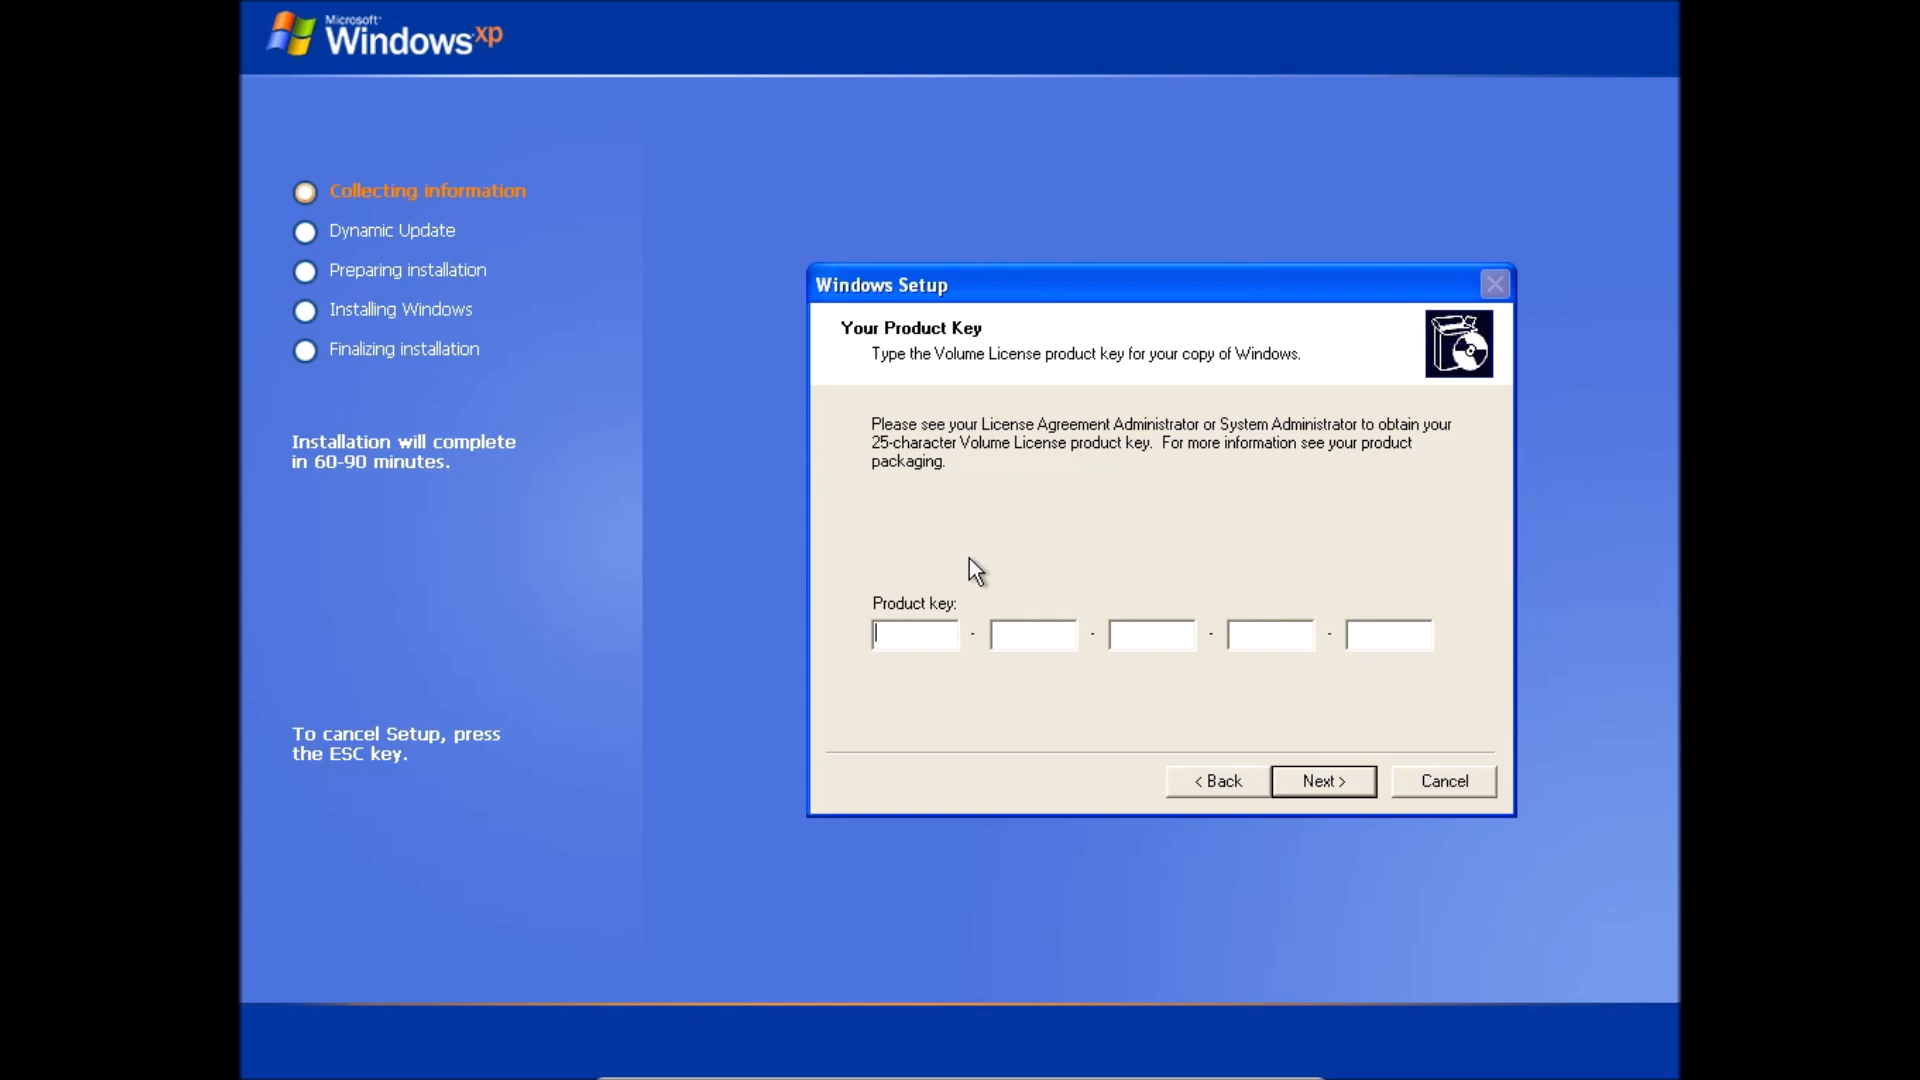 Microsoft
Windows xp
Collecting information
Dynamic Update
Preparing installation
Installing Windows
Finalizing installation
Installation will complete
in 60-90 minutes.
To cancel Setup, press
the ESC key.
Windows Setup
Your Product Key
Type the Volume License product key for your copy of Windows.
Please see your License Agreement Administrator or System Administrator to obtain your
25-character Volume License product key. For more information see your product
packaging.
Product key:
- - - -
< Back
Next >
Cancel